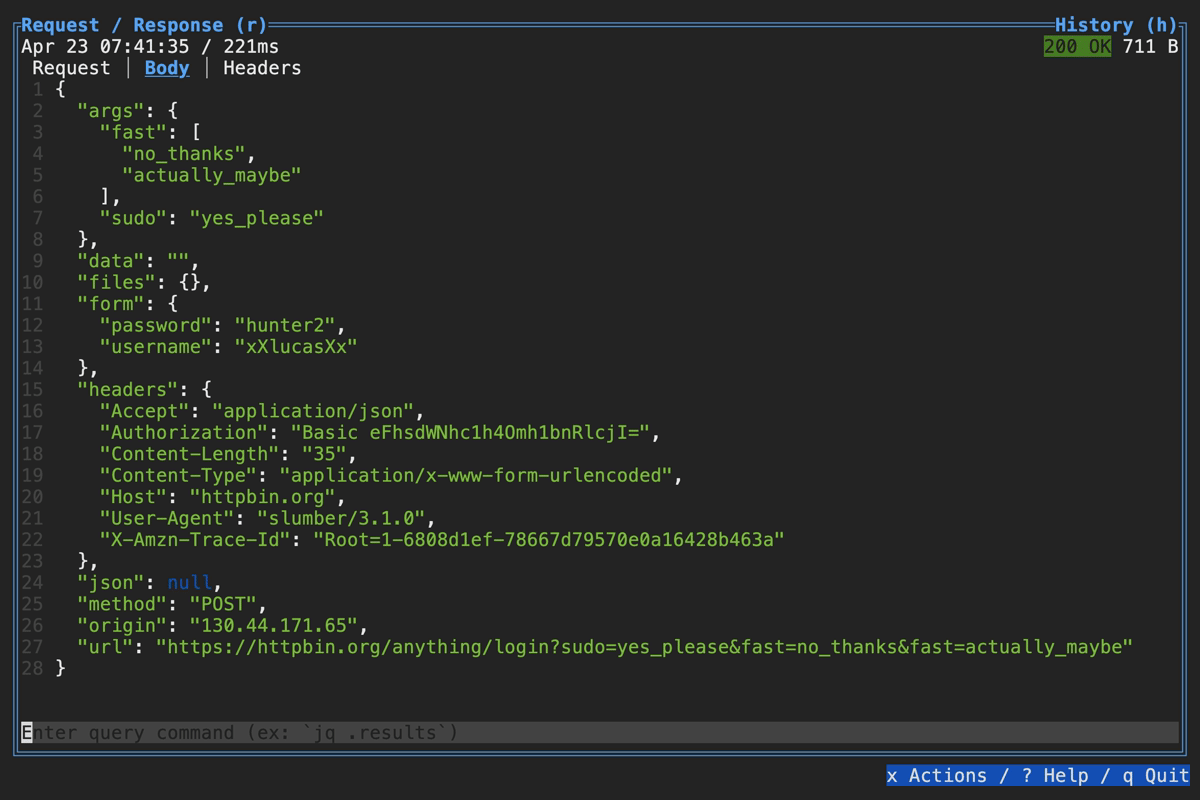 Request / Response (r) History (h)
Apr 23 07:41:35 / 221ms 200 OK 711 B
Request | Body | Headers
1 {
2   "args": {
3     "fast": [
4       "no_thanks",
5       "actually_maybe"
6     ],
7     "sudo": "yes_please"
8   },
9   "data": "",
10   "files": {},
11   "form": {
12     "password": "hunter2",
13     "username": "xXlucasXx"
14   },
15   "headers": {
16     "Accept": "application/json",
17     "Authorization": "Basic eFhsdWNhc1h4Omh1bnRlcjI=",
18     "Content-Length": "35",
19     "Content-Type": "application/x-www-form-urlencoded",
20     "Host": "httpbin.org",
21     "User-Agent": "slumber/3.1.0",
22     "X-Amzn-Trace-Id": "Root=1-6808d1ef-78667d79570e0a16428b463a"
23   },
24   "json": null,
25   "method": "POST",
26   "origin": "130.44.171.65",
27   "url": "https://httpbin.org/anything/login?sudo=yes_please&fast=no_thanks&fast=actually_maybe"
28 }
Enter query command (ex: `jq .results`)
x Actions / ? Help / q Quit